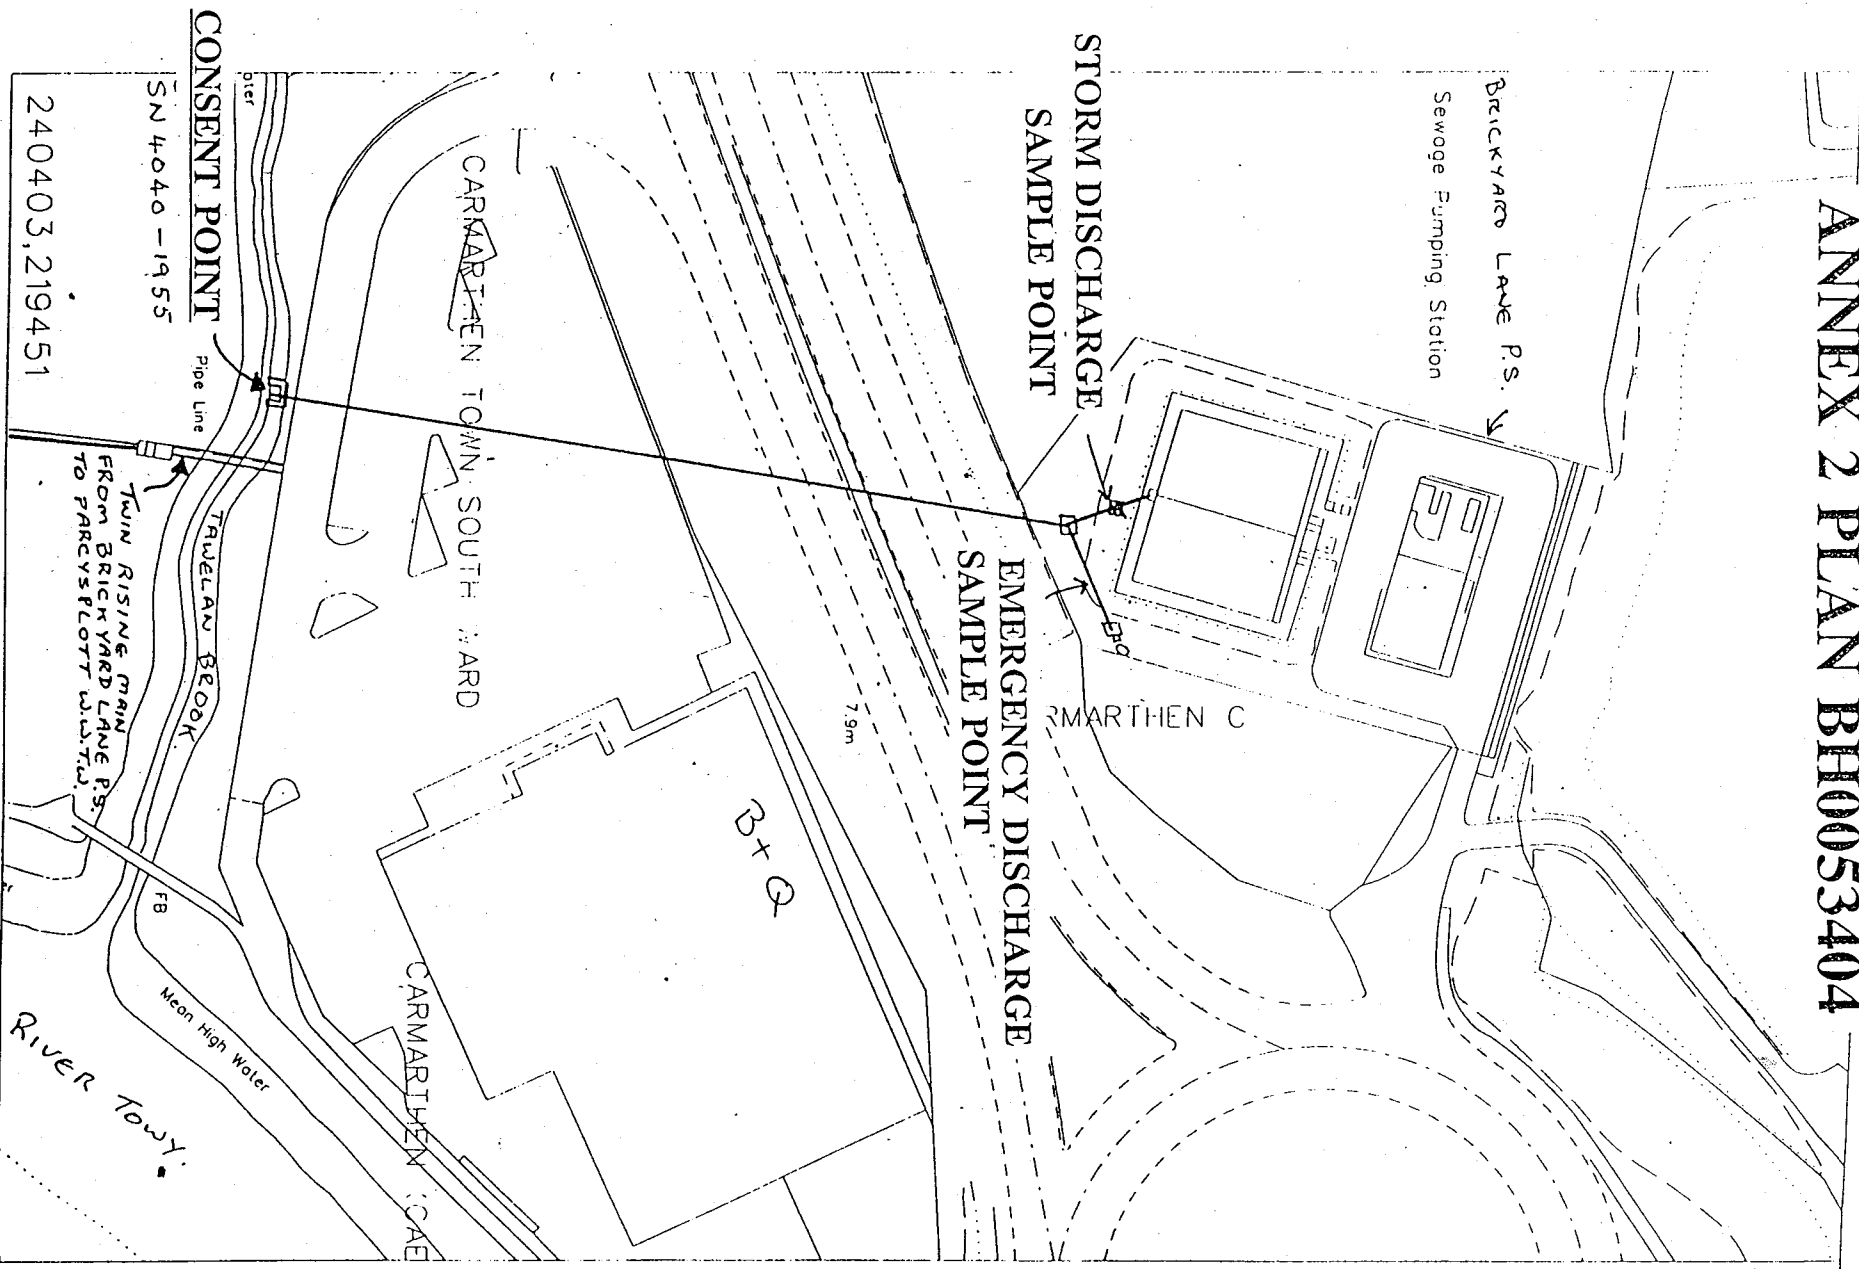 ANNEX 2 PLAN BH0053404
BRICKYARD LANE P.S.
Sewage Pumping Station
STORM DISCHARGE
SAMPLE POINT
EMERGENCY DISCHARGE
SAMPLE POINT
RMARTHEN C
7.9m
B+Q
CARMARTHEN TOWN SOUTH WARD
CARMARTHEN (CAE
CONSENT POINT
SN 4040-1955
ater
Pipe Line
TAWELAN BROOK
TWIN RISING MAIN
FROM BRICKYARD LANE P.S.
TO PARCYSPLOTT W.W.T.W.
FB
Mean High Water
RIVER TOWY.
240403,219451